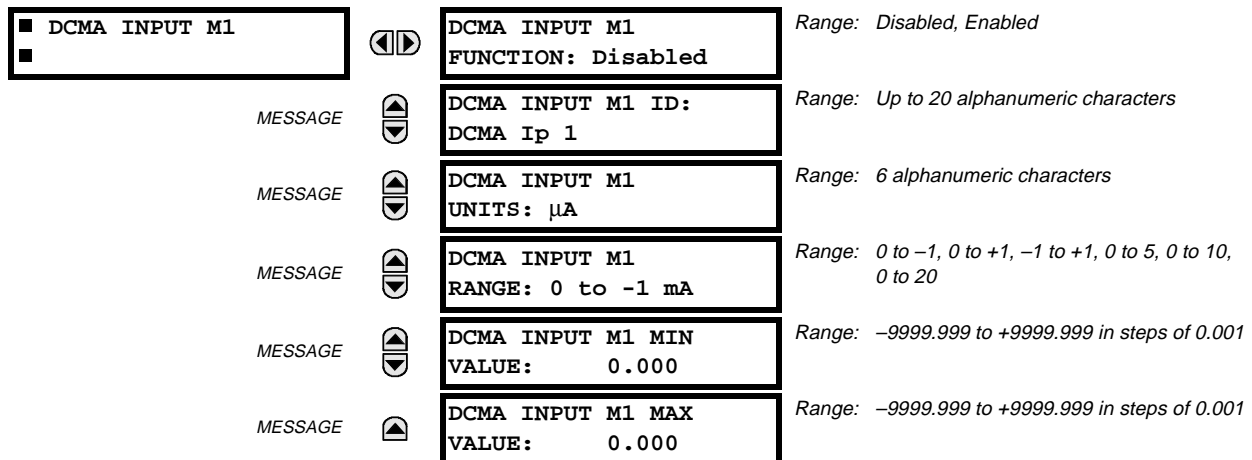 ■ DCMA INPUT M1
■
DCMA INPUT M1
FUNCTION: Disabled
Range: Disabled, Enabled
MESSAGE
DCMA INPUT M1 ID:
DCMA Ip 1
Range: Up to 20 alphanumeric characters
MESSAGE
DCMA INPUT M1
UNITS: μA
Range: 6 alphanumeric characters
MESSAGE
DCMA INPUT M1
RANGE: 0 to -1 mA
Range: 0 to –1, 0 to +1, –1 to +1, 0 to 5, 0 to 10,
0 to 20
MESSAGE
DCMA INPUT M1 MIN
VALUE: 0.000
Range: –9999.999 to +9999.999 in steps of 0.001
MESSAGE
DCMA INPUT M1 MAX
VALUE: 0.000
Range: –9999.999 to +9999.999 in steps of 0.001